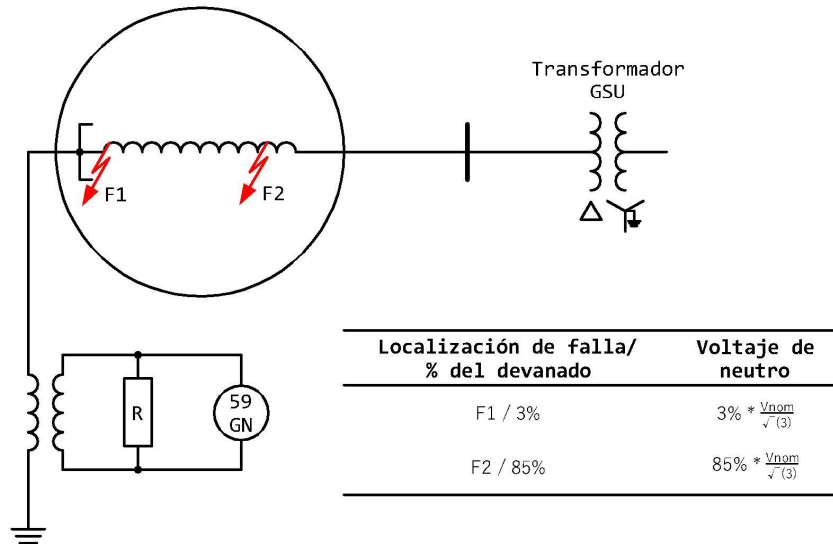 Transformador
GSU
F1
F2
R
59
GN
Localización de falla/
% del devanado
Voltaje de
neutro
F1 / 3%
3% * Vnom/√(3)
F2 / 85%
85% * Vnom/√(3)